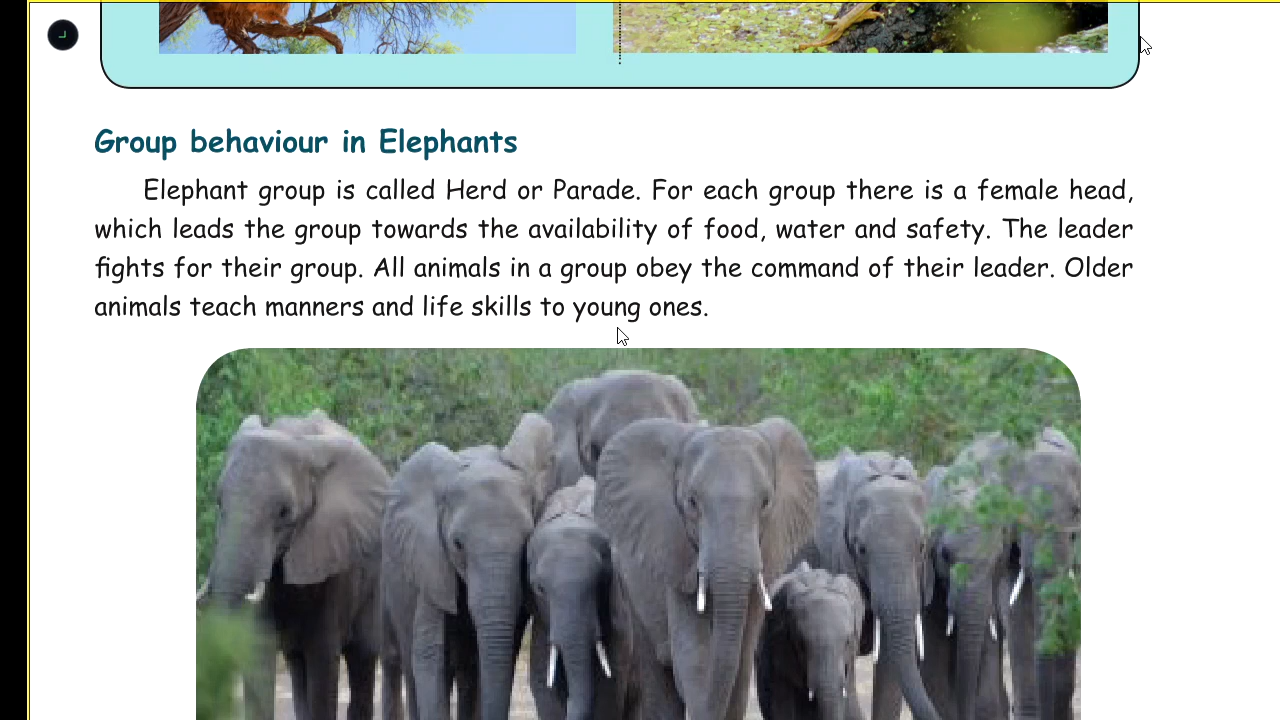 Group behaviour in Elephants
Elephant group is called Herd or Parade. For each group there is a female head,
which leads the group towards the availability of food, water and safety. The leader
fights for their group. All animals in a group obey the command of their leader. Older
animals teach manners and life skills to young ones.